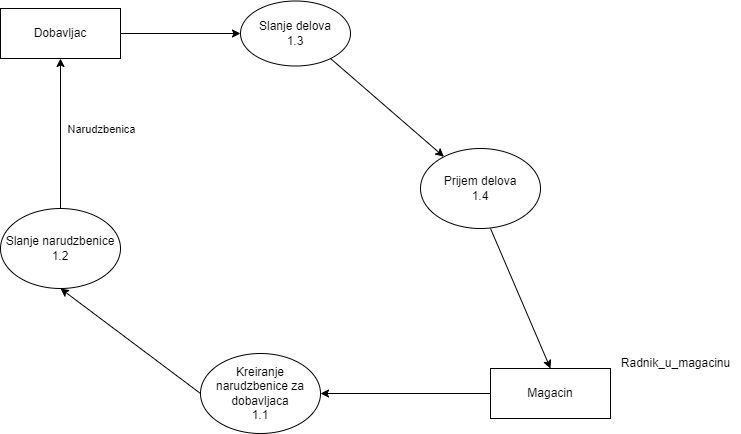 Dobavljac
Slanje delova
1.3
Narudzbenica
Prijem delova
1.4
Slanje narudzbenice
1.2
Kreiranje
narudzbenice za
dobavljaca
1.1
Radnik_u_magacinu
Magacin